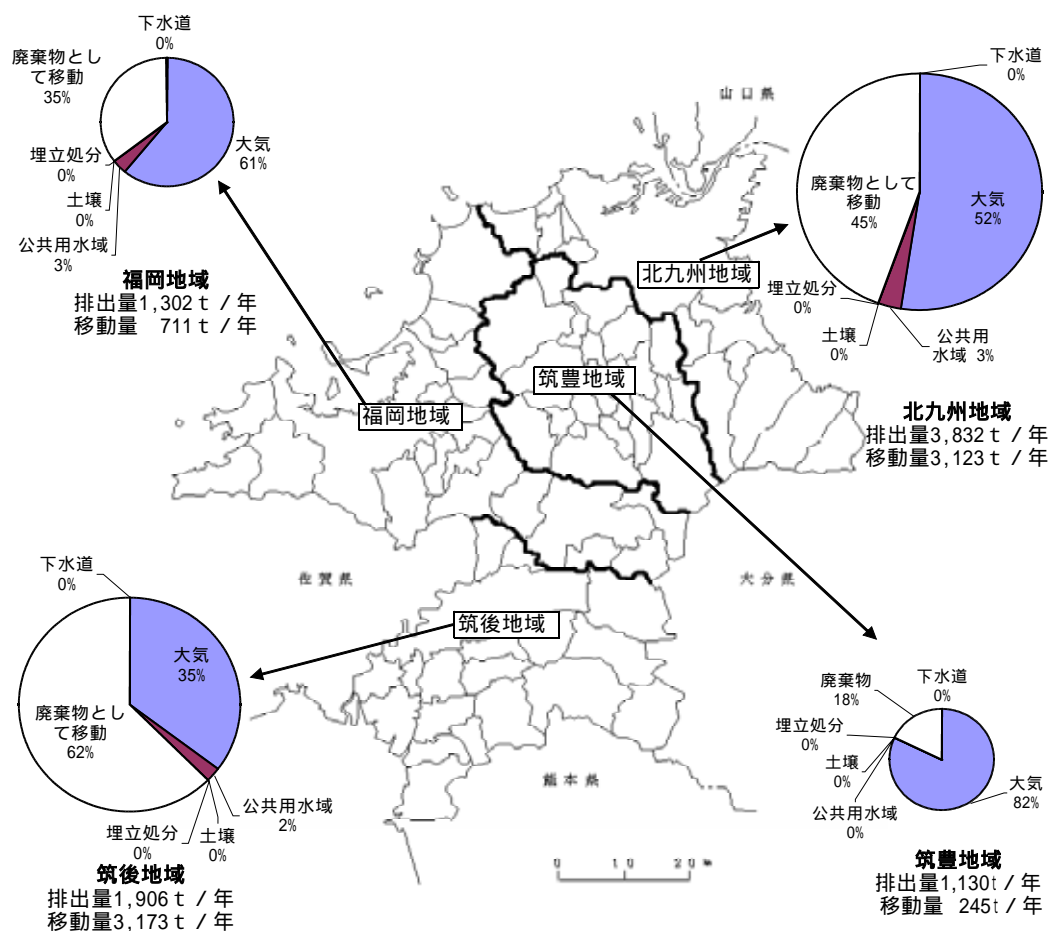 下水道
0%
廃棄物とし
て移動
35%
大気
61%
埋立処分
0%
土壌
0%
公共用水域
3%
福岡地域
排出量1,302ｔ／年
移動量 711ｔ／年
下水道
0%
廃棄物として
移動
45%
大気
52%
埋立処分
0%
土壌
0%
公共用
水域 3%
北九州地域
排出量3,832ｔ／年
移動量3,123ｔ／年
山口県
北九州地域
筑豊地域
福岡地域
佐賀県
大分県
筑後地域
熊本県
0 10 20㎞
下水道
0%
大気
35%
廃棄物とし
て移動
62%
公共用水域
2%
埋立処分
0%
土壌
0%
筑後地域
排出量1,906ｔ／年
移動量3,173ｔ／年
廃棄物
18%
下水道
0%
埋立処分
0%
土壌
0%
公共用水域
0%
大気
82%
筑豊地域
排出量1,130t／年
移動量 245t／年